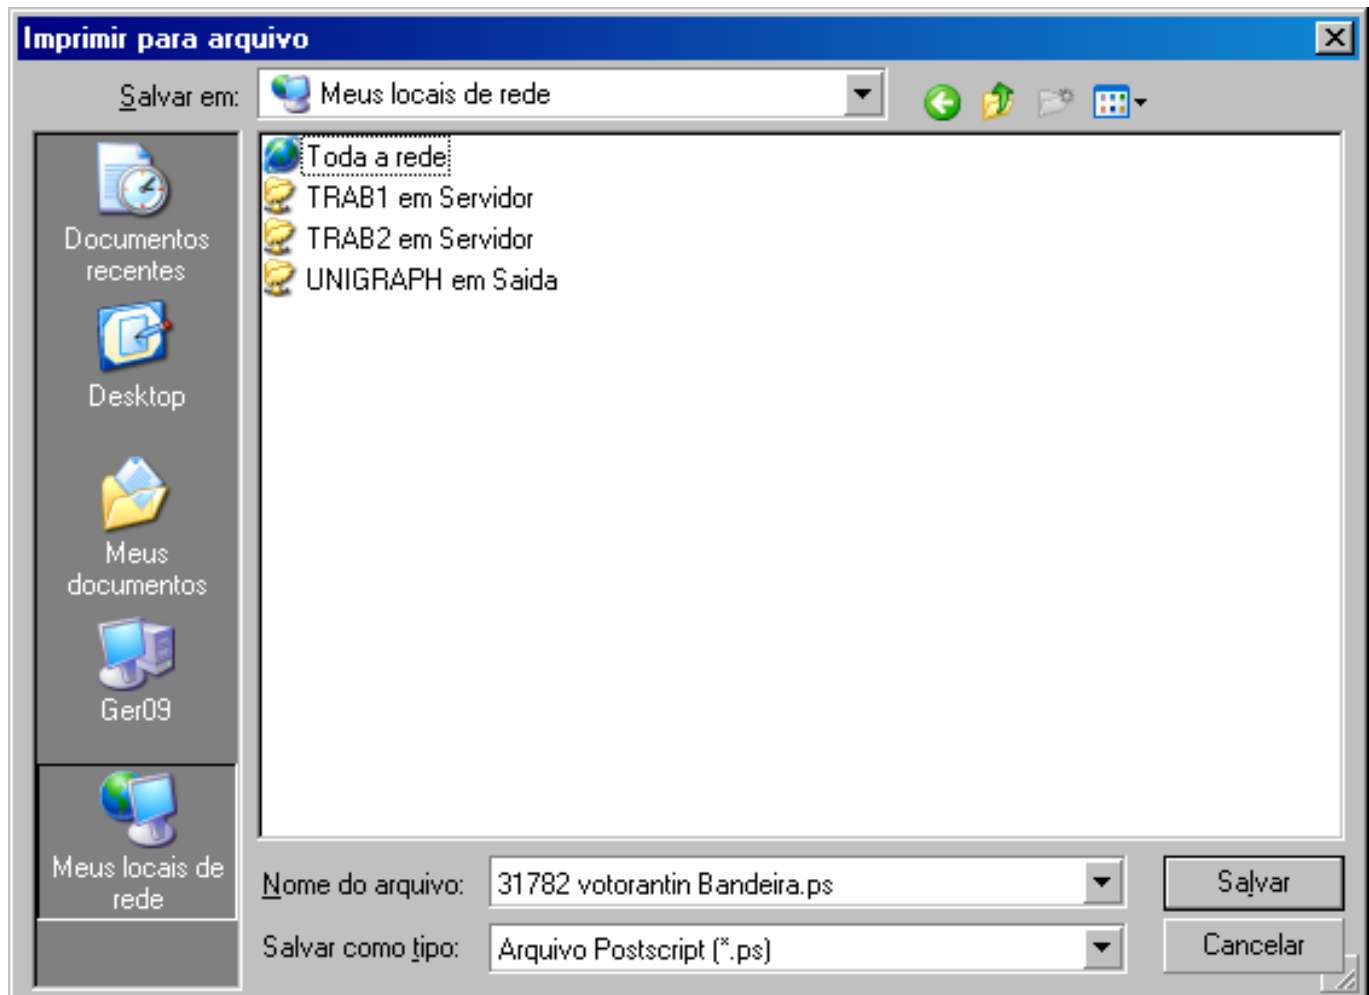 Imprimir para arquivo
Salvar em:
Meus locais de rede
Toda a rede
TRAB1 em Servidor
TRAB2 em Servidor
UNIGRAPH em Saida
Documentos
recentes
Desktop
Meus
documentos
Ger09
Meus locais de
rede
Nome do arquivo:
31782 votorantin Bandeira.ps
Salvar
Salvar como tipo:
Arquivo Postscript (*.ps)
Cancelar